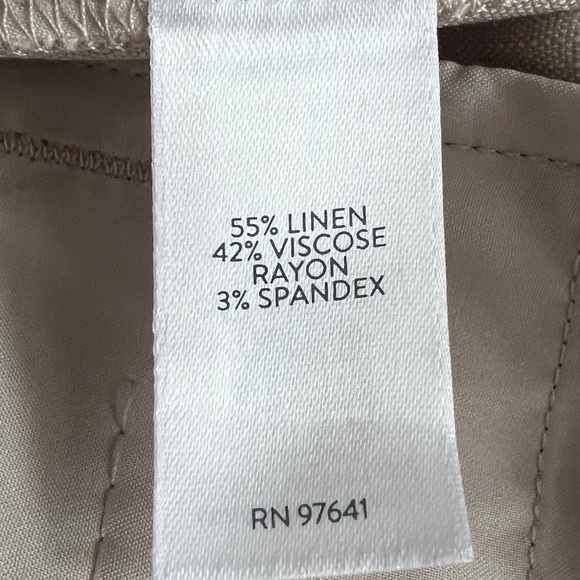 55% LINEN
42% VISCOSE
RAYON
3% SPANDEX
RN 97641